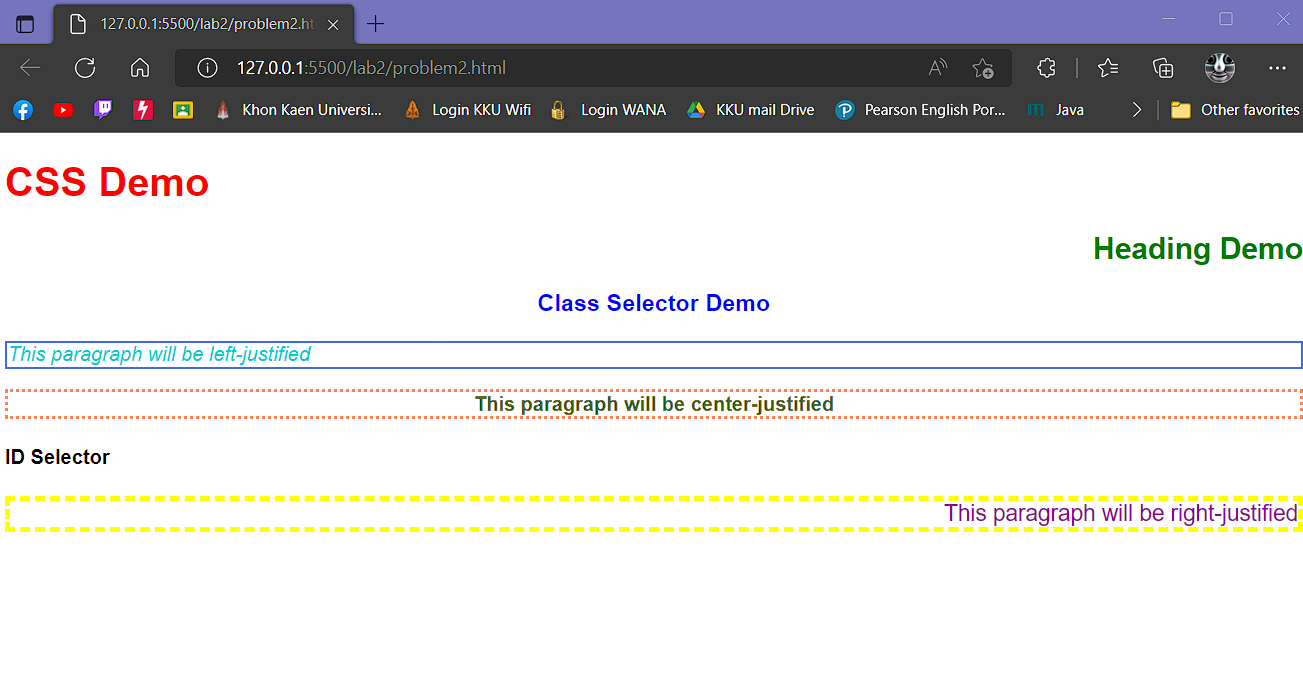 127.0.0.1:5500/lab2/problem2.ht
127.0.0.1:5500/lab2/problem2.html
Khon Kaen Universi... Login KKU Wifi Login WANA KKU mail Drive Pearson English Por... Java Other favorites
CSS Demo
Heading Demo
Class Selector Demo
This paragraph will be left-justified
This paragraph will be center-justified
ID Selector
This paragraph will be right-justified